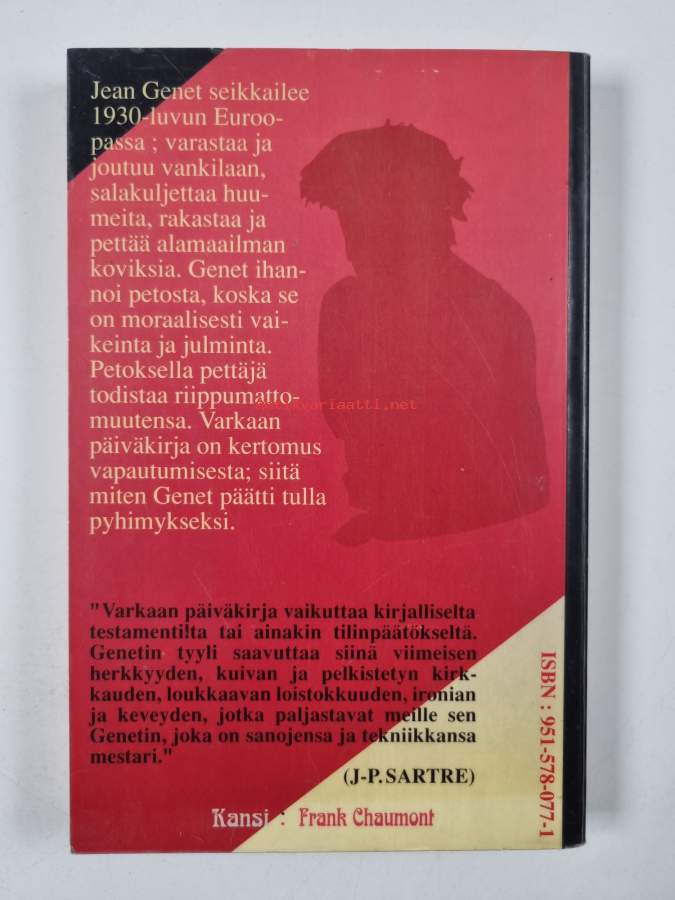 Jean Genet seikkailee
1930-luvun Euroo-
passa ; varastaa ja
joutuu vankilaan,
salakuljettaa huu-
meita, rakastaa ja
pettää alamaailman
koviksia. Genet ihan-
noi petosta, koska se
on moraalisesti vai-
keinta ja julminta.
Petoksella pettäjä
todistaa riippumatto-
muutensa. Varkaan
päiväkirja on kertomus
vapautumisesta; siitä
miten Genet päätti tulla
pyhimykseksi.
antikvariaatti.net
"Varkaan päiväkirja vaikuttaa kirjalliselta
testamentilta tai ainakin tilinpäätökseltä.
Genetin tyyli saavuttaa siinä viimeisen
herkkyyden, kuivan ja pelkistetyn kirk-
kauden, loukkaavan loistokkuuden, ironian
ja keveyden, jotka paljastavat meille sen
Genetin, joka on sanojensa ja tekniikkansa
mestari."
(J-P. SARTRE)
Kansi : Frank Chaumont
ISBN : 951-578-077-1